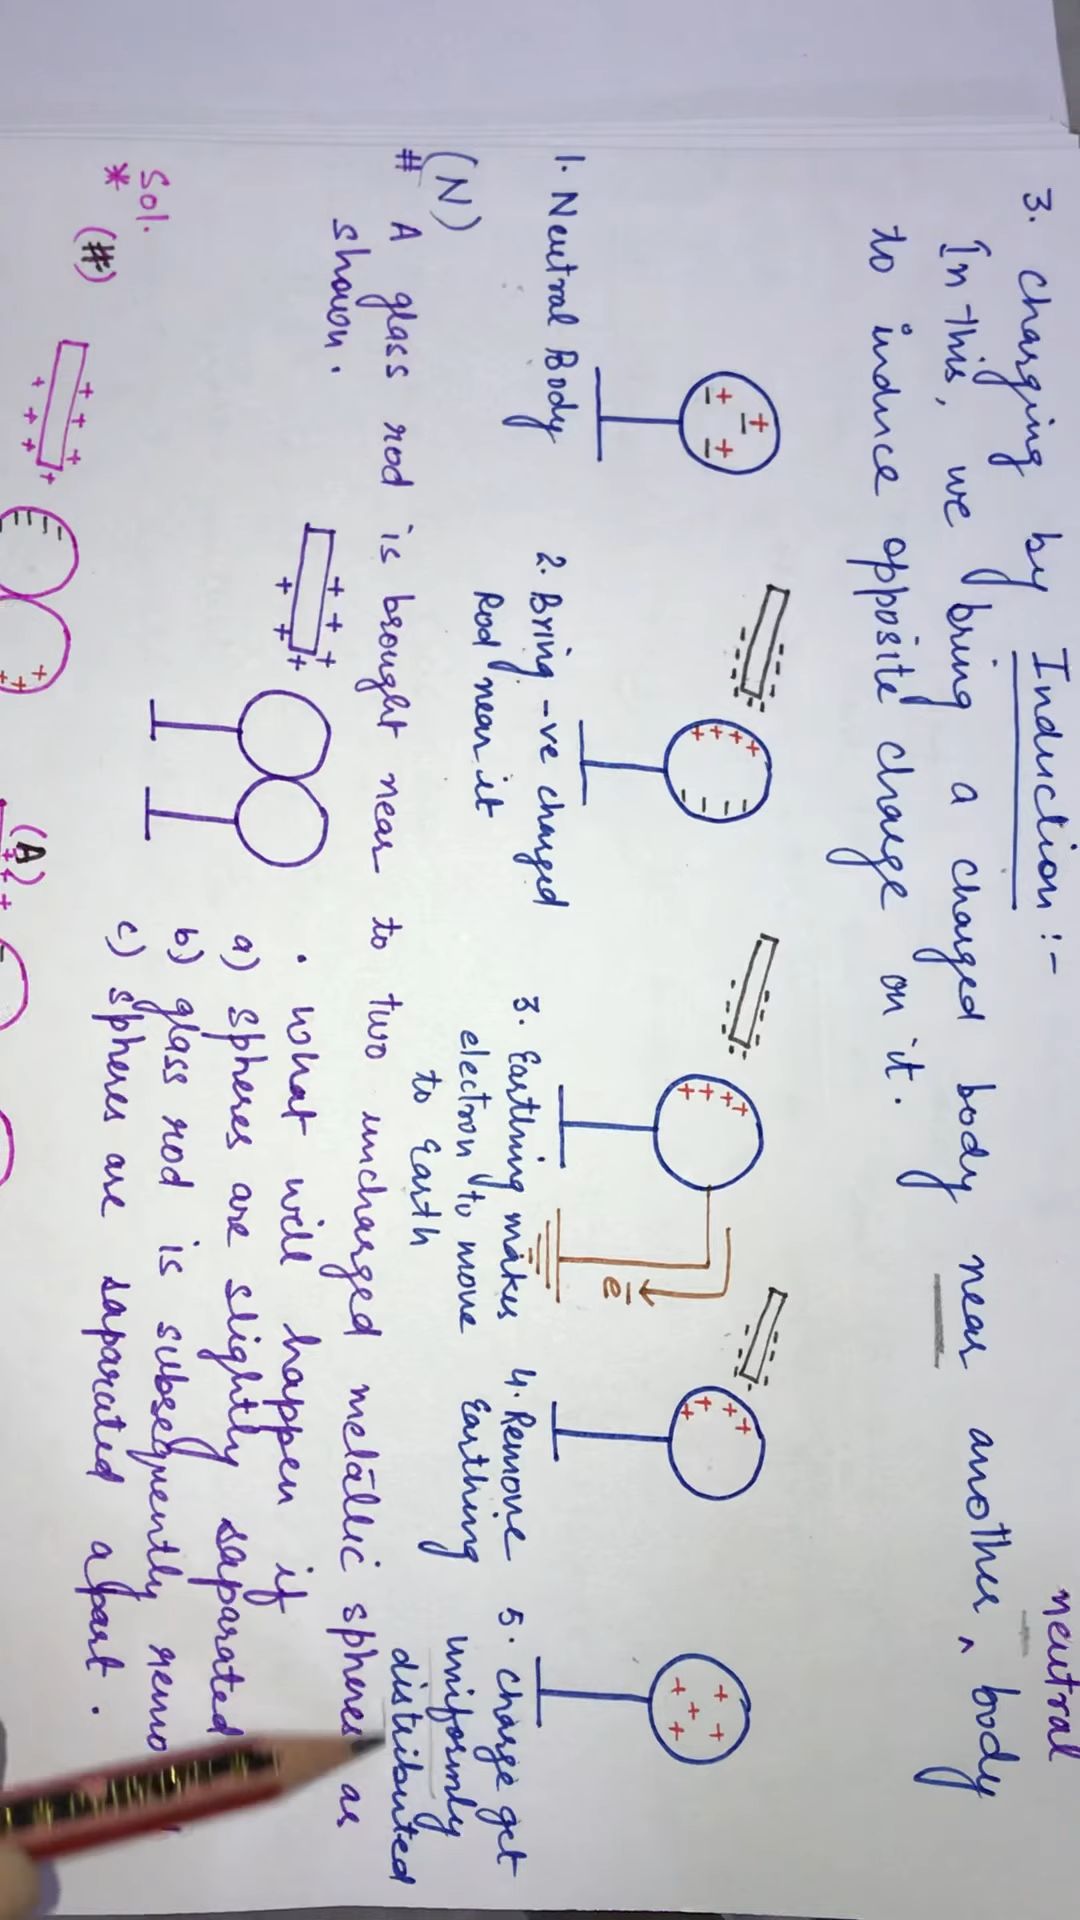 neutral
3. charging by Induction :-
In this, we bring a charged body near another ^ body
to induce opposite charge on it.
1. Neutral Body
2. Bring -ve charged
Rod near it
3. Earthing makes
electron to move
to Earth
e-
4. Remove
Earthing
5. charge get
uniformly
distributed
(N)
# A glass rod is brought near to two uncharged metallic spheres as
shown.
. what will happen if
a) spheres are slightly saparated
b) glass rod is subsequently remo
c) spheres are saparated apart.
Sol.
* (#)
(A)